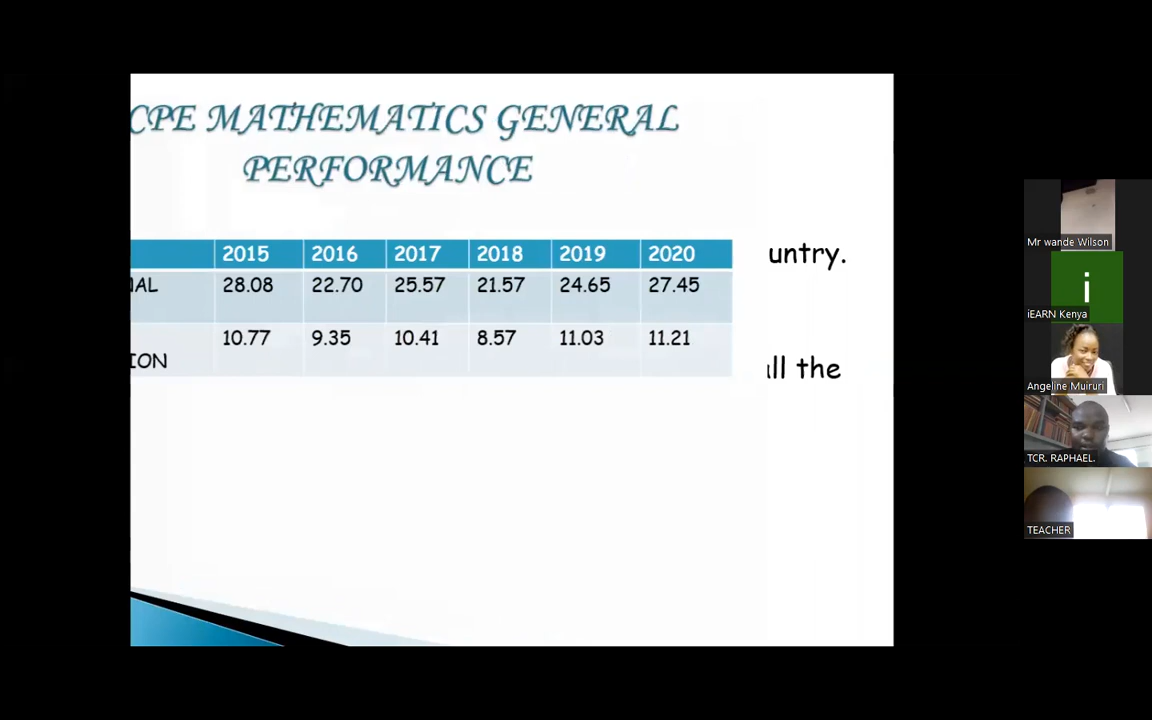 CPE MATHEMATICS GENERAL
PERFORMANCE
2015 2016 2017 2018 2019 2020
NAL 28.08 22.70 25.57 21.57 24.65 27.45
10.77 9.35 10.41 8.57 11.03 11.21
ION
untry.
ll the
Mr wande Wilson
i
iEARN Kenya
Angeline Muiruri
TCR. RAPHAEL.
TEACHER